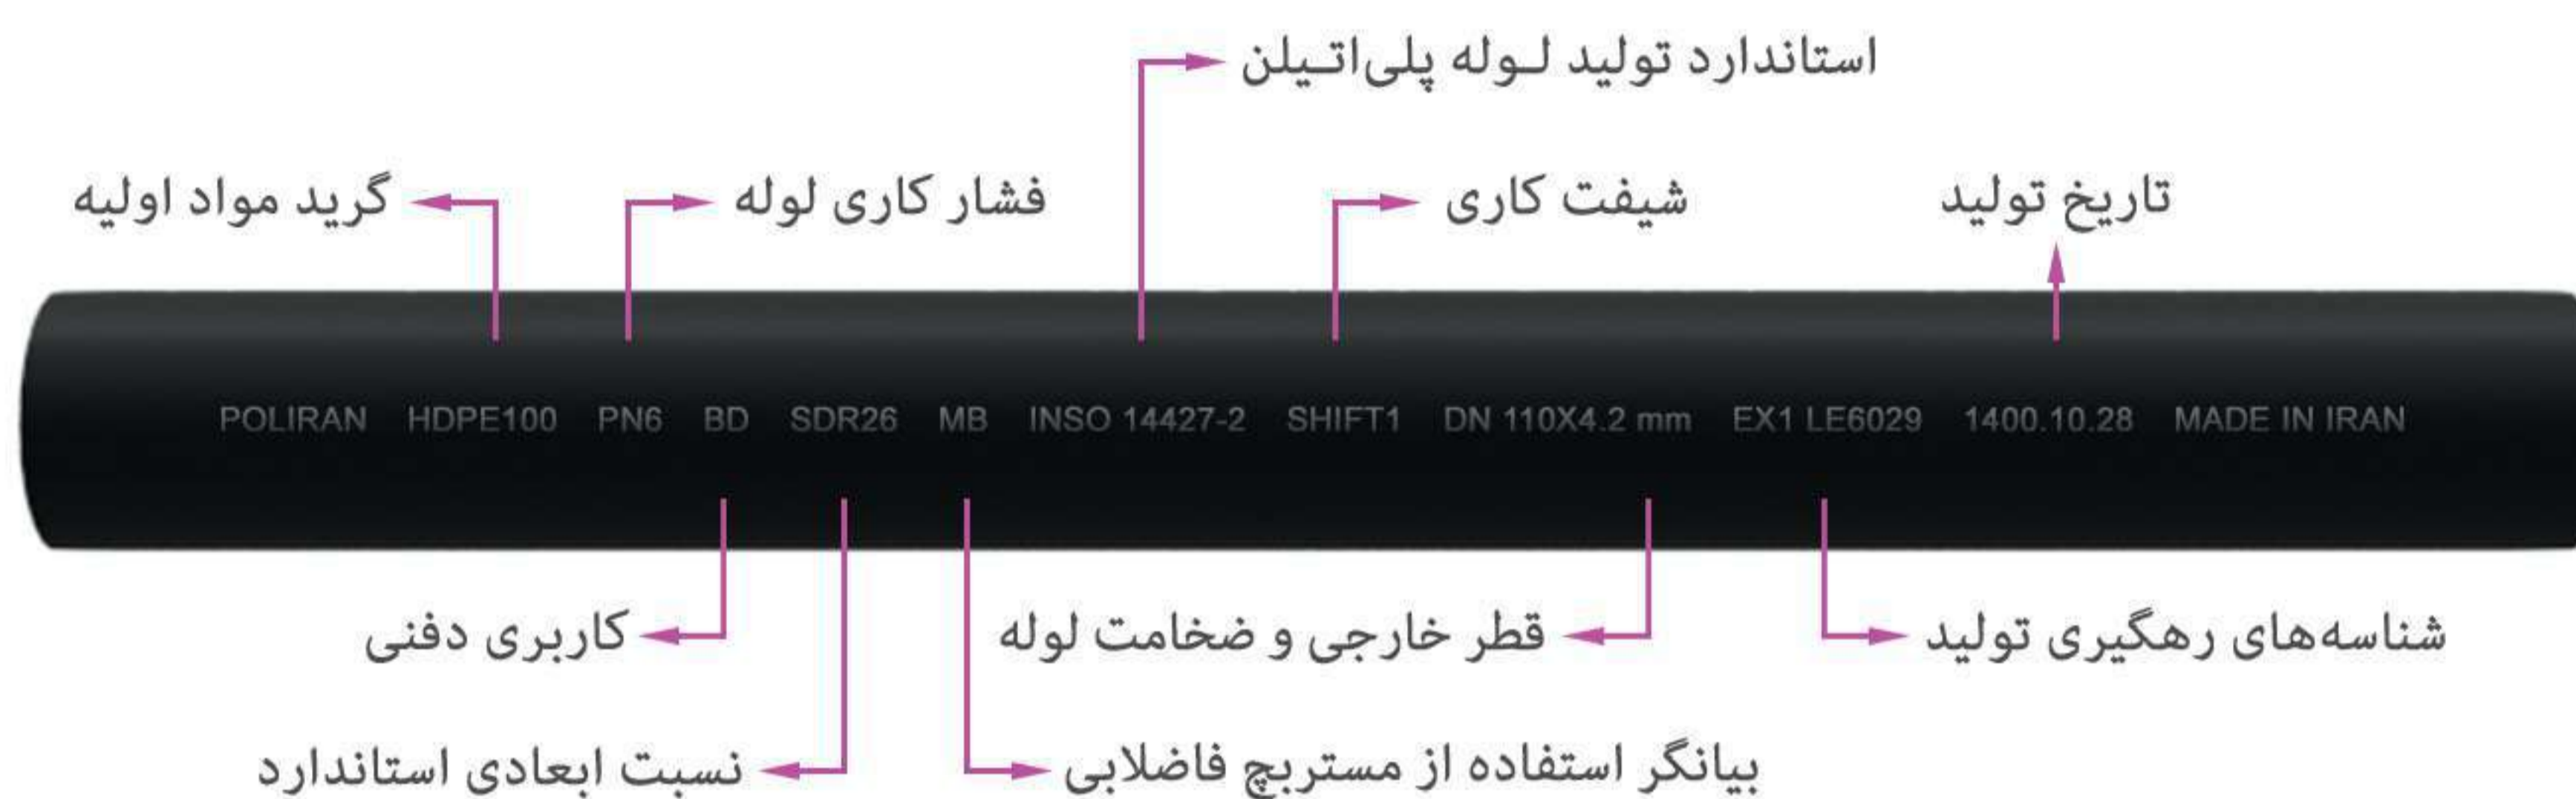 استاندارد تولید لـوله پلی‌اتـیلن
گرید مواد اولیه
فشار کاری لوله
شیفت کاری
تاریخ تولید
POLIRAN HDPE100 PN6 BD SDR26 MB INSO 14427-2 SHIFT1 DN 110X4.2 mm EX1 LE6029 1400.10.28 MADE IN IRAN
کاربری دفنی
قطر خارجی و ضخامت لوله
شناسه‌های رهگیری تولید
نسبت ابعادی استاندارد
بیانگر استفاده از مستربچ فاضلابی